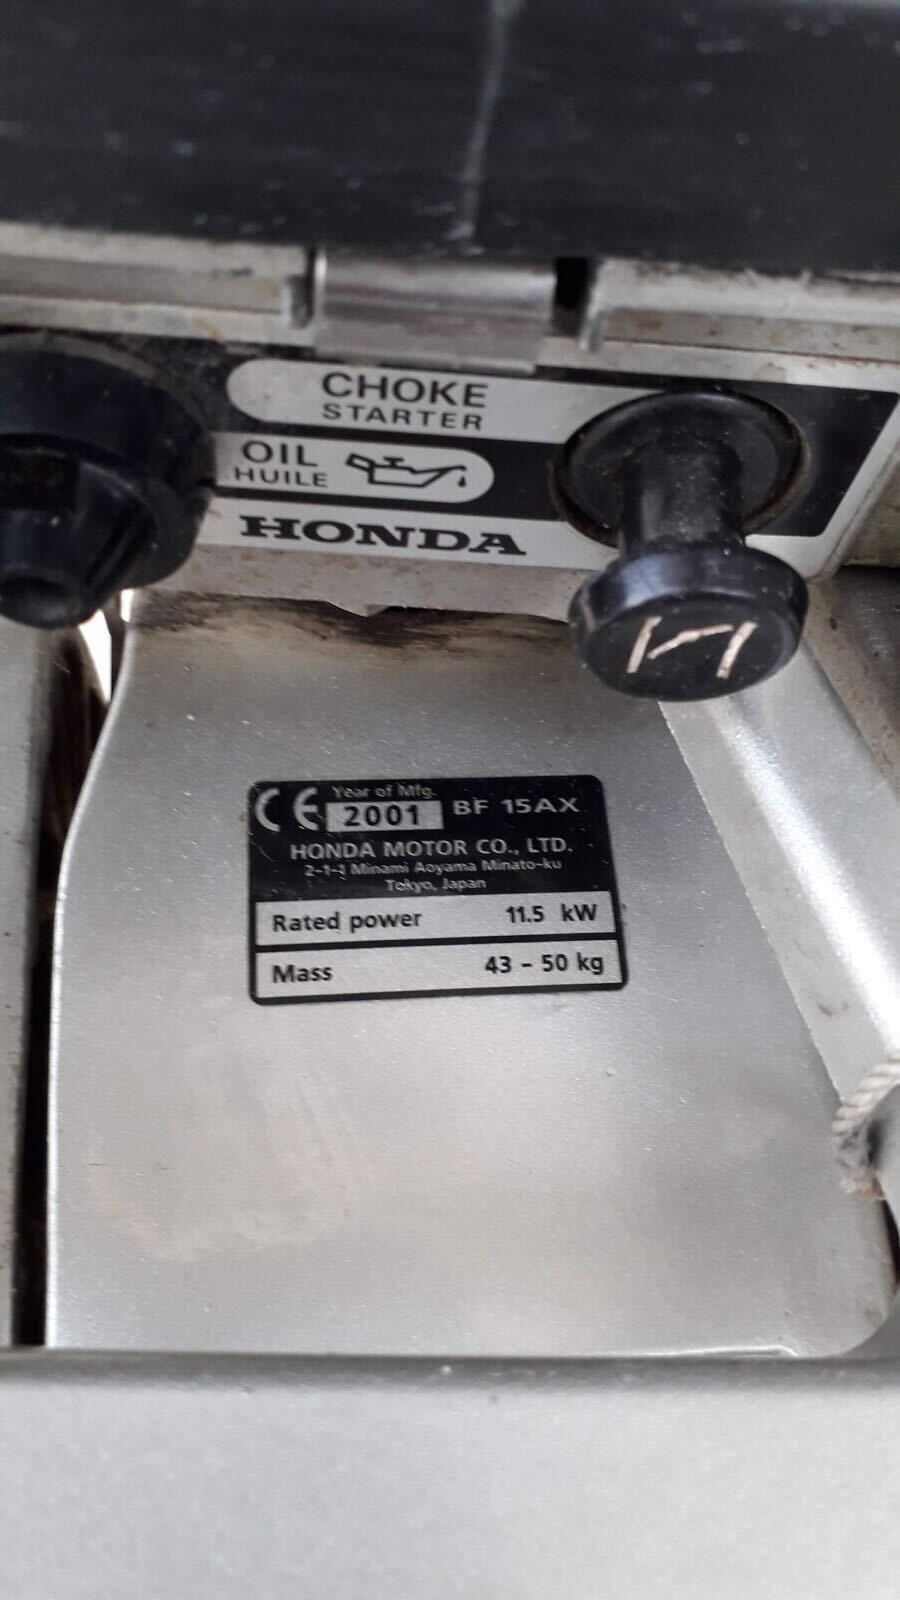 CHOKE
STARTER
OIL
HUILE
HONDA
CE Year of Mfg.
2001 BF 15AX
HONDA MOTOR CO., LTD.
2-1-1 Minami Aoyama Minato-ku
Tokyo, Japan
Rated power 11.5 kW
Mass 43 - 50 kg